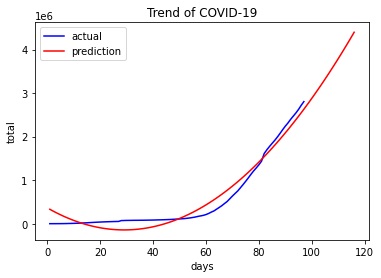 Trend of COVID-19
1e6
actual
prediction
4
3
2
1
0
total
0 20 40 60 80 100 120
days